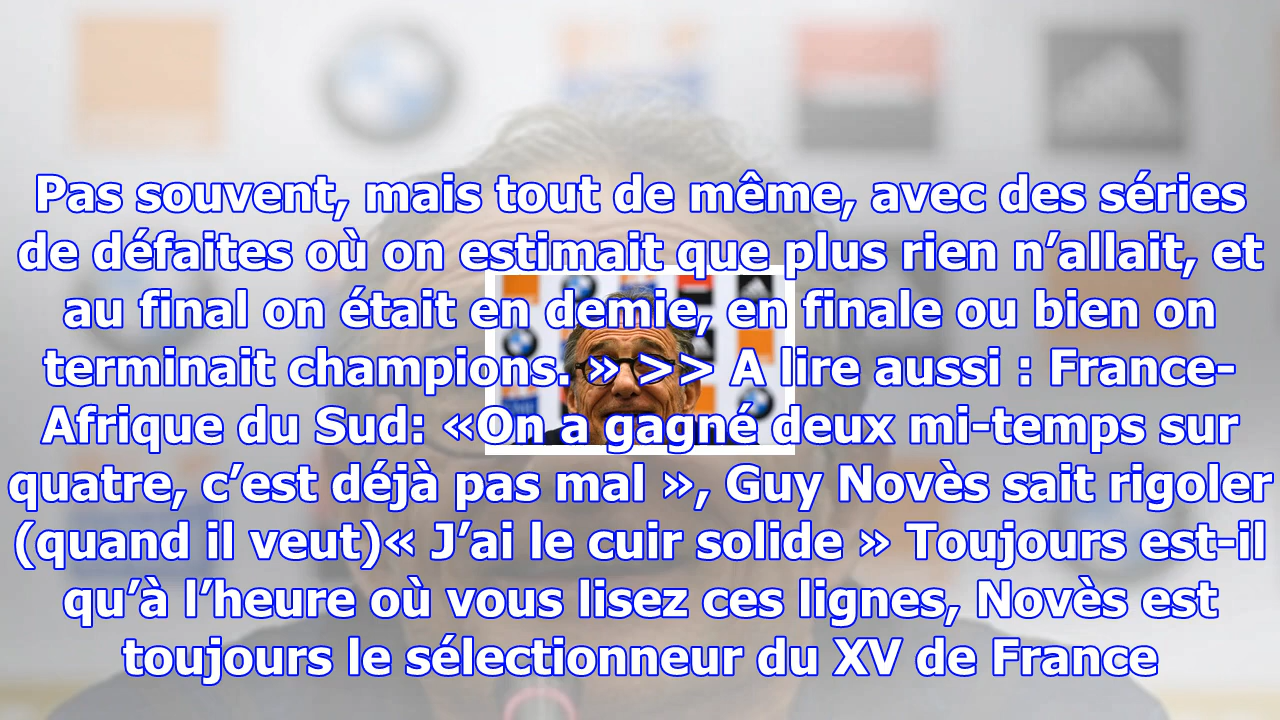 Pas souvent, mais tout de même, avec des séries
de défaites où on estimait que plus rien n’allait, et
au final on était en demie, en finale ou bien on
terminait champions. » >> A lire aussi : France-
Afrique du Sud: «On a gagné deux mi-temps sur
quatre, c’est déjà pas mal », Guy Novès sait rigoler
(quand il veut)« J’ai le cuir solide » Toujours est-il
qu’à l’heure où vous lisez ces lignes, Novès est
toujours le sélectionneur du XV de France